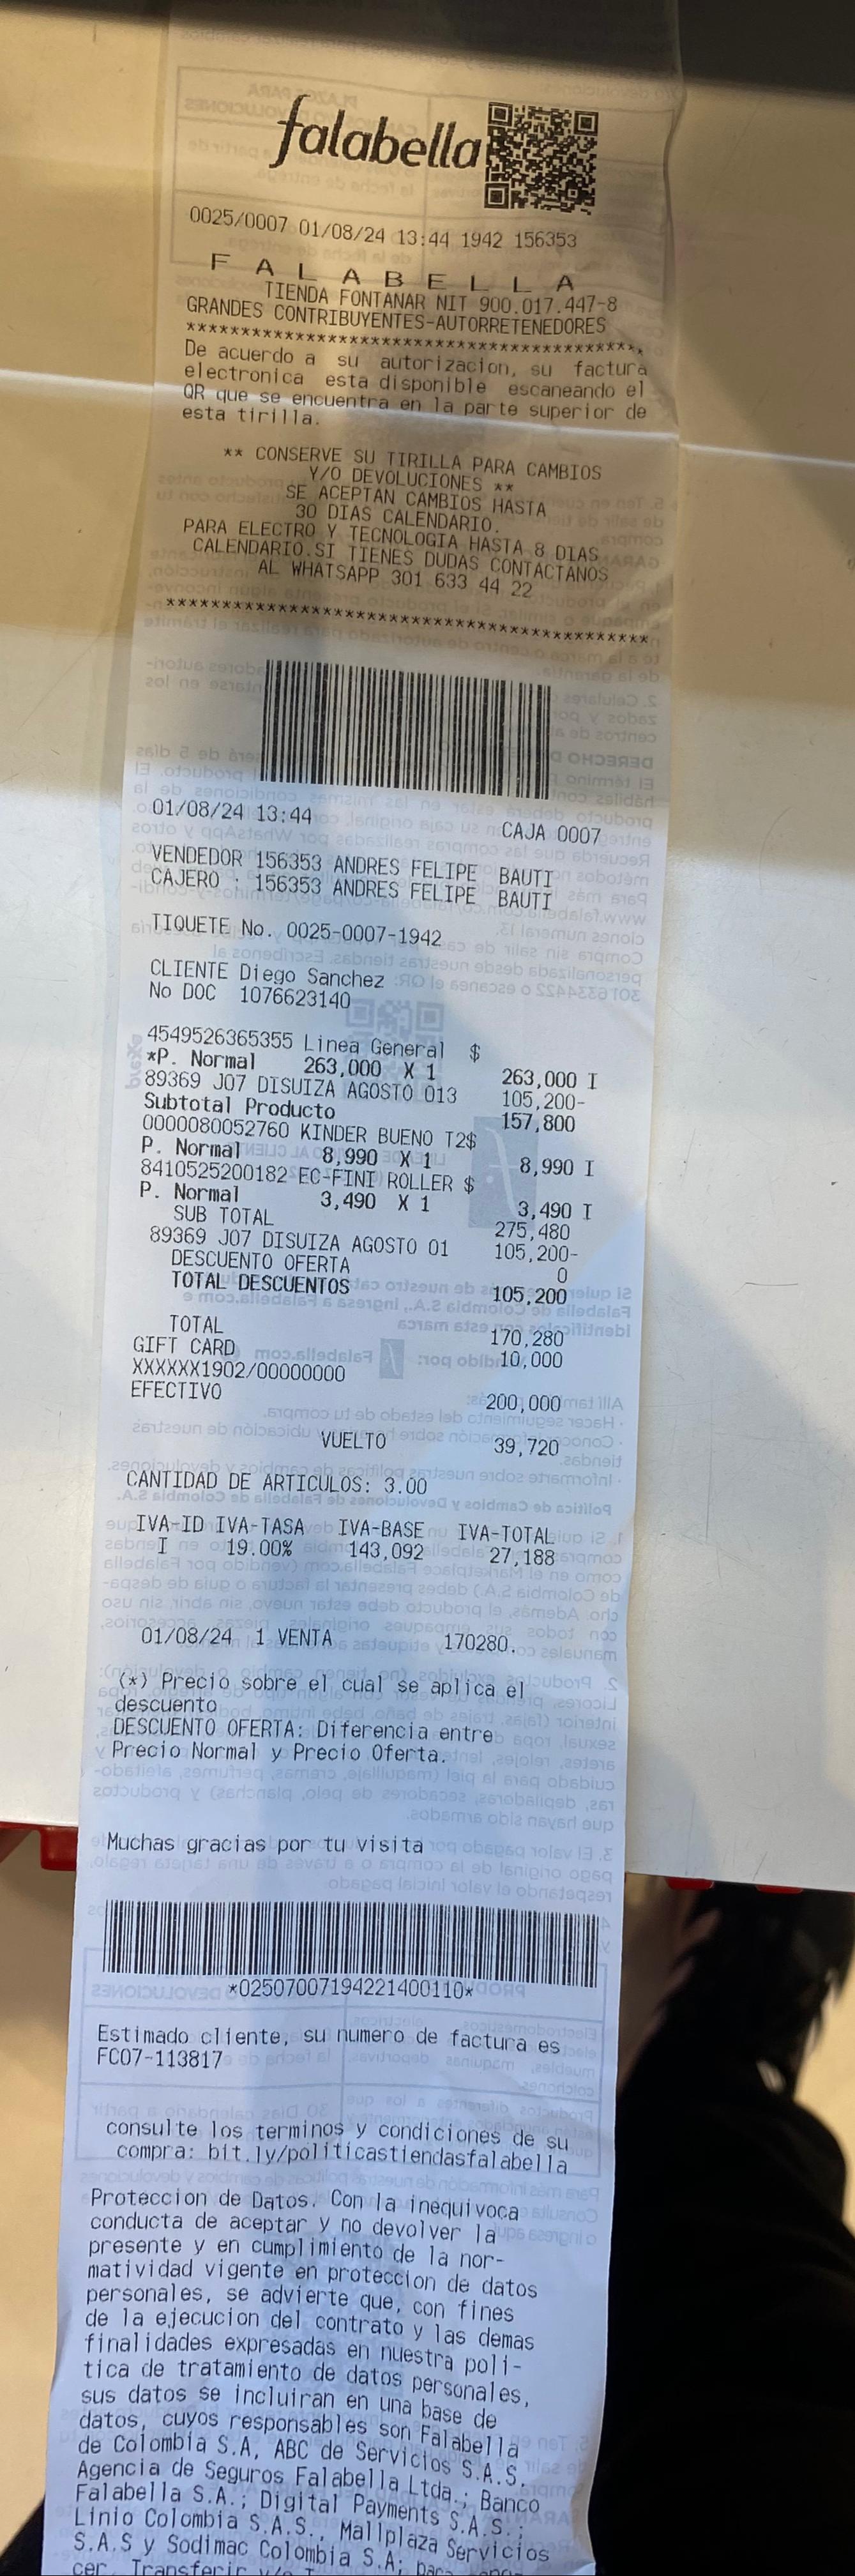 falabella
0025/0007 01/08/24 13:44 1942 156353
F A L A B E L L A
TIENDA FONTANAR NIT 900.017.447-8
GRANDES CONTRIBUYENTES-AUTORRETENEDORES
******************************************
De acuerdo a su autorizacion, su factura
electronica esta disponible escaneando el
QR que se encuentra en la parte superior de
esta tirilla.
** CONSERVE SU TIRILLA PARA CAMBIOS
Y/O DEVOLUCIONES **
SE ACEPTAN CAMBIOS HASTA
30 DIAS CALENDARIO.
PARA ELECTRO Y TECNOLOGIA HASTA 8 DIAS
CALENDARIO.SI TIENES DUDAS CONTACTANOS
AL WHATSAPP 301 633 44 22
******************************************
01/08/24 13:44 CAJA 0007
VENDEDOR 156353 ANDRES FELIPE BAUTI
CAJERO : 156353 ANDRES FELIPE BAUTI
TIQUETE No. 0025-0007-1942
CLIENTE Diego Sanchez
No DOC 1076623140
4549526365355 Linea General $
*P. Normal 263,000 X 1 263,000 I
89369 J07 DISUIZA AGOSTO 013 105,200-
Subtotal Producto 157,800
0000080052760 KINDER BUENO T2$
P. Normal 8,990 X 1 8,990 I
8410525200182 EC-FINI ROLLER $
P. Normal 3,490 X 1 3,490 I
SUB TOTAL 275,480
89369 J07 DISUIZA AGOSTO 01 105,200-
DESCUENTO OFERTA 0
TOTAL DESCUENTOS 105,200
TOTAL 170,280
GIFT CARD 10,000
XXXXXX1902/00000000
EFECTIVO 200,000
VUELTO 39,720
CANTIDAD DE ARTICULOS: 3.00
IVA-ID IVA-TASA IVA-BASE IVA-TOTAL
I 19.00% 143,092 27,188
01/08/24 1 VENTA 170280.
(*) Precio sobre el cual se aplica el
descuento
DESCUENTO OFERTA: Diferencia entre
Precio Normal y Precio Oferta.
Muchas gracias por tu visita
*02507007194221400110*
Estimado cliente, su numero de factura es
FC07-113817
consulte los terminos y condiciones de su
compra: bit.ly/politicastiendasfalabella
Proteccion de Datos. Con la inequivoca
conducta de aceptar y no devolver la
presente y en cumplimiento de la nor-
matividad vigente en proteccion de datos
personales, se advierte que, con fines
de la ejecucion del contrato y las demas
finalidades expresadas en nuestra poli-
tica de tratamiento de datos personales,
sus datos se incluiran en una base de
datos, cuyos responsables son Falabella
de Colombia S.A, ABC de Servicios S.A.S,
Agencia de Seguros Falabella Ltda.; Banco
Falabella S.A.; Digital Payments S.A.S.;
Linio Colombia S.A.S., Mallplaza Servicios
S.A.S y Sodimac Colombia S.A; para
cer, Transferir